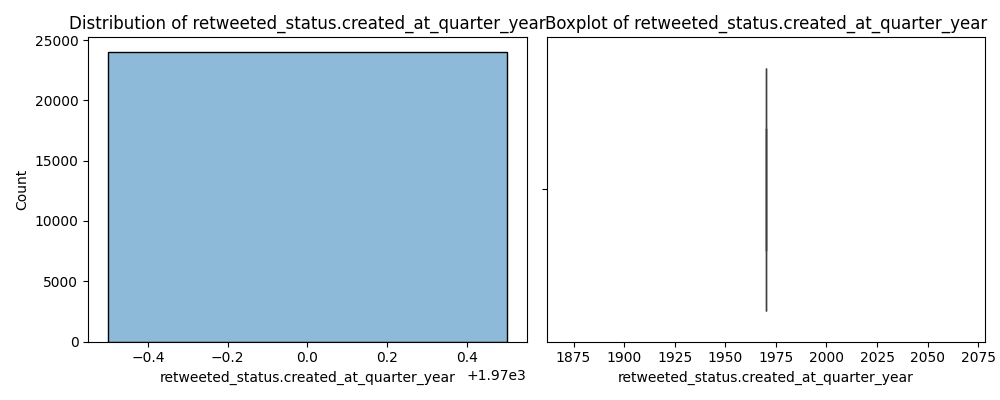 Distribution of retweeted_status.created_at_quarter_year
Boxplot of retweeted_status.created_at_quarter_year
25000
20000
15000
10000
5000
0
Count
−0.4 −0.2 0.0 0.2 0.4
+1.97e3
retweeted_status.created_at_quarter_year
1875 1900 1925 1950 1975 2000 2025 2050 2075
retweeted_status.created_at_quarter_year